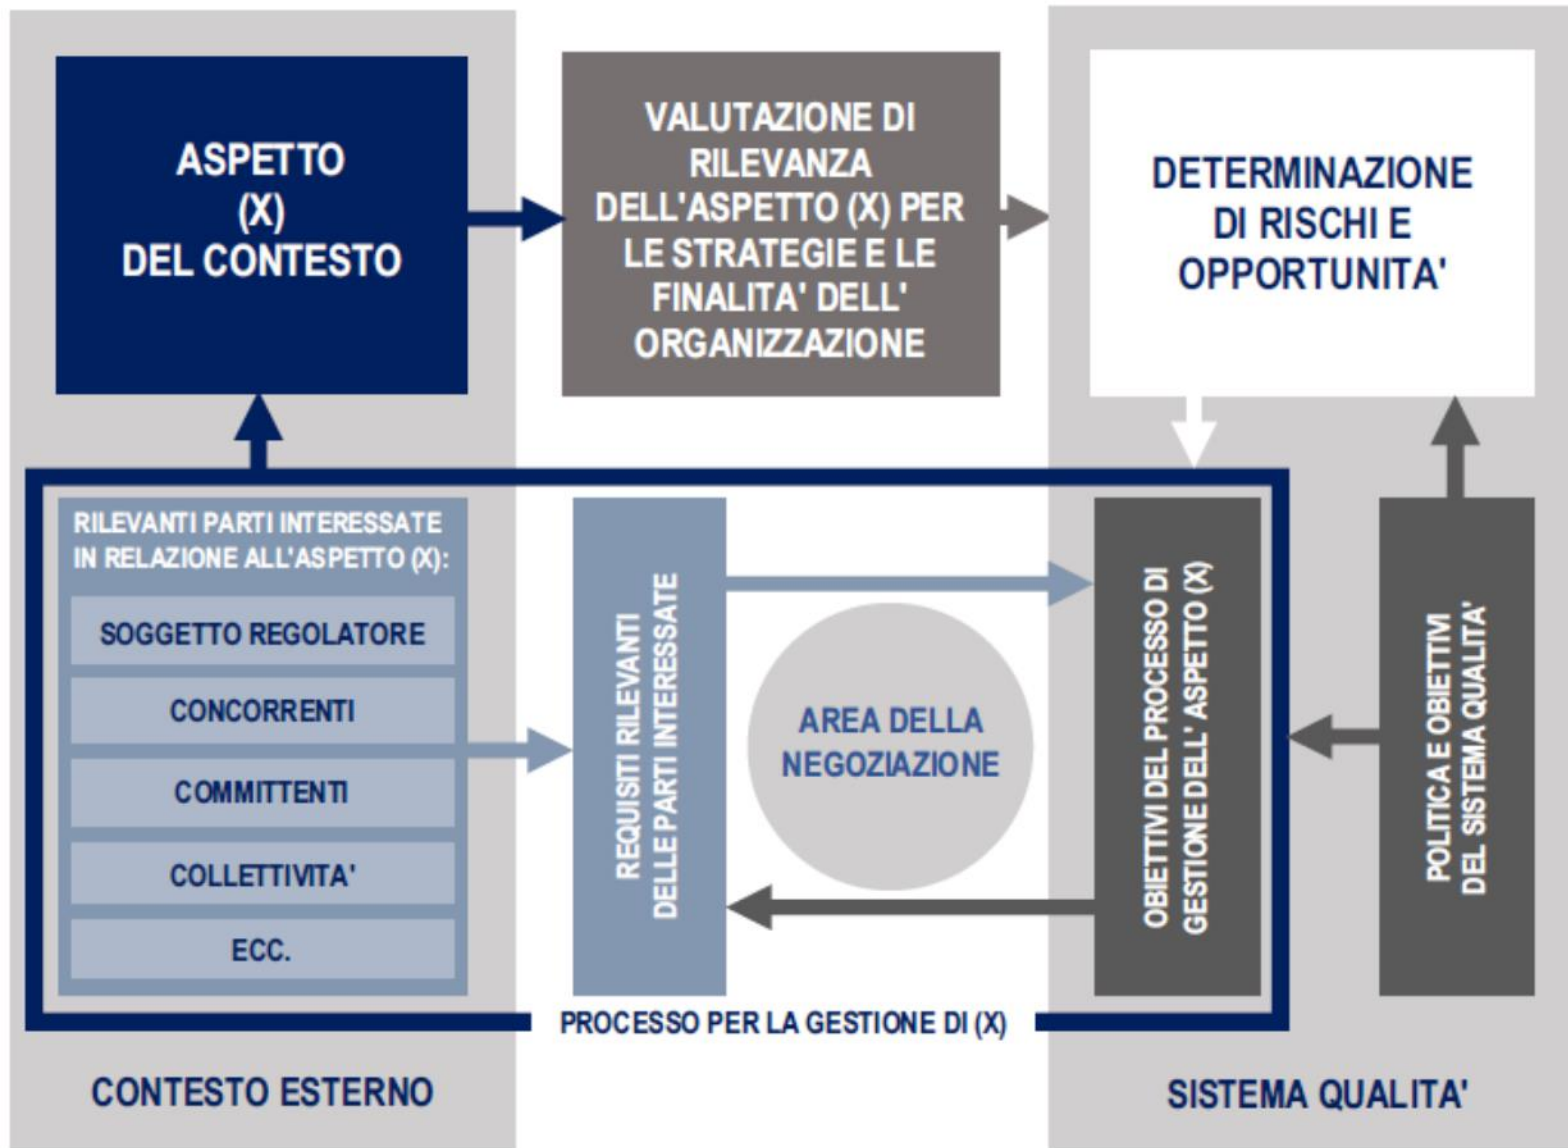 ASPETTO
(X)
DEL CONTESTO
VALUTAZIONE DI
RILEVANZA
DELL'ASPETTO (X) PER
LE STRATEGIE E LE
FINALITA' DELL'
ORGANIZZAZIONE
DETERMINAZIONE
DI RISCHI E
OPPORTUNITA'
RILEVANTI PARTI INTERESSATE
IN RELAZIONE ALL'ASPETTO (X):
SOGGETTO REGOLATORE
CONCORRENTI
COMMITTENTI
COLLETTIVITA'
ECC.
REQUISITI RILEVANTI
DELLE PARTI INTERESSATE
AREA DELLA
NEGOZIAZIONE
OBIETTIVI DEL PROCESSO DI
GESTIONE DELL' ASPETTO (X)
POLITICA E OBIETTIVI
DEL SISTEMA QUALITA'
PROCESSO PER LA GESTIONE DI (X)
CONTESTO ESTERNO
SISTEMA QUALITA'